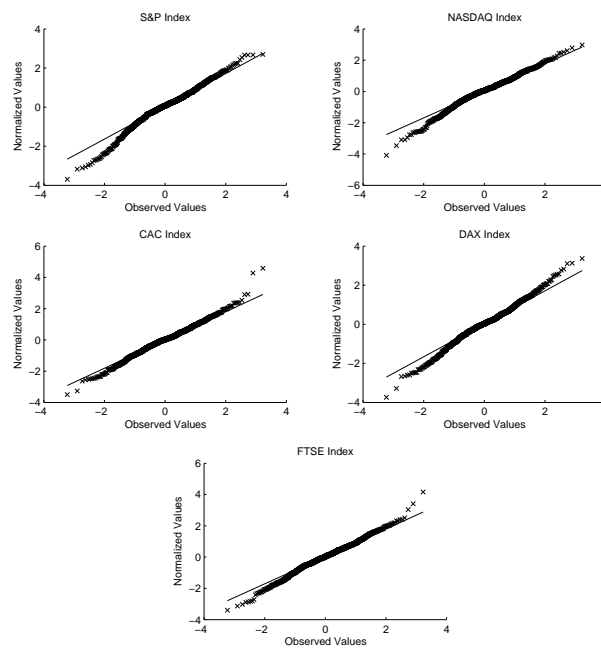 S&P Index
4
2
0
−2
−4
Normalized Values
−4 −2 0 2 4
Observed Values
NASDAQ Index
4
2
0
−2
−4
−6
Normalized Values
−4 −2 0 2 4
Observed Values
CAC Index
6
4
2
0
−2
−4
Normalized Values
−4 −2 0 2 4
Observed Values
DAX Index
4
2
0
−2
−4
Normalized Values
−4 −2 0 2
Observed Values
FTSE Index
6
4
2
0
−2
−4
Normalized Values
−4 −2 0 2 4
Observed Values